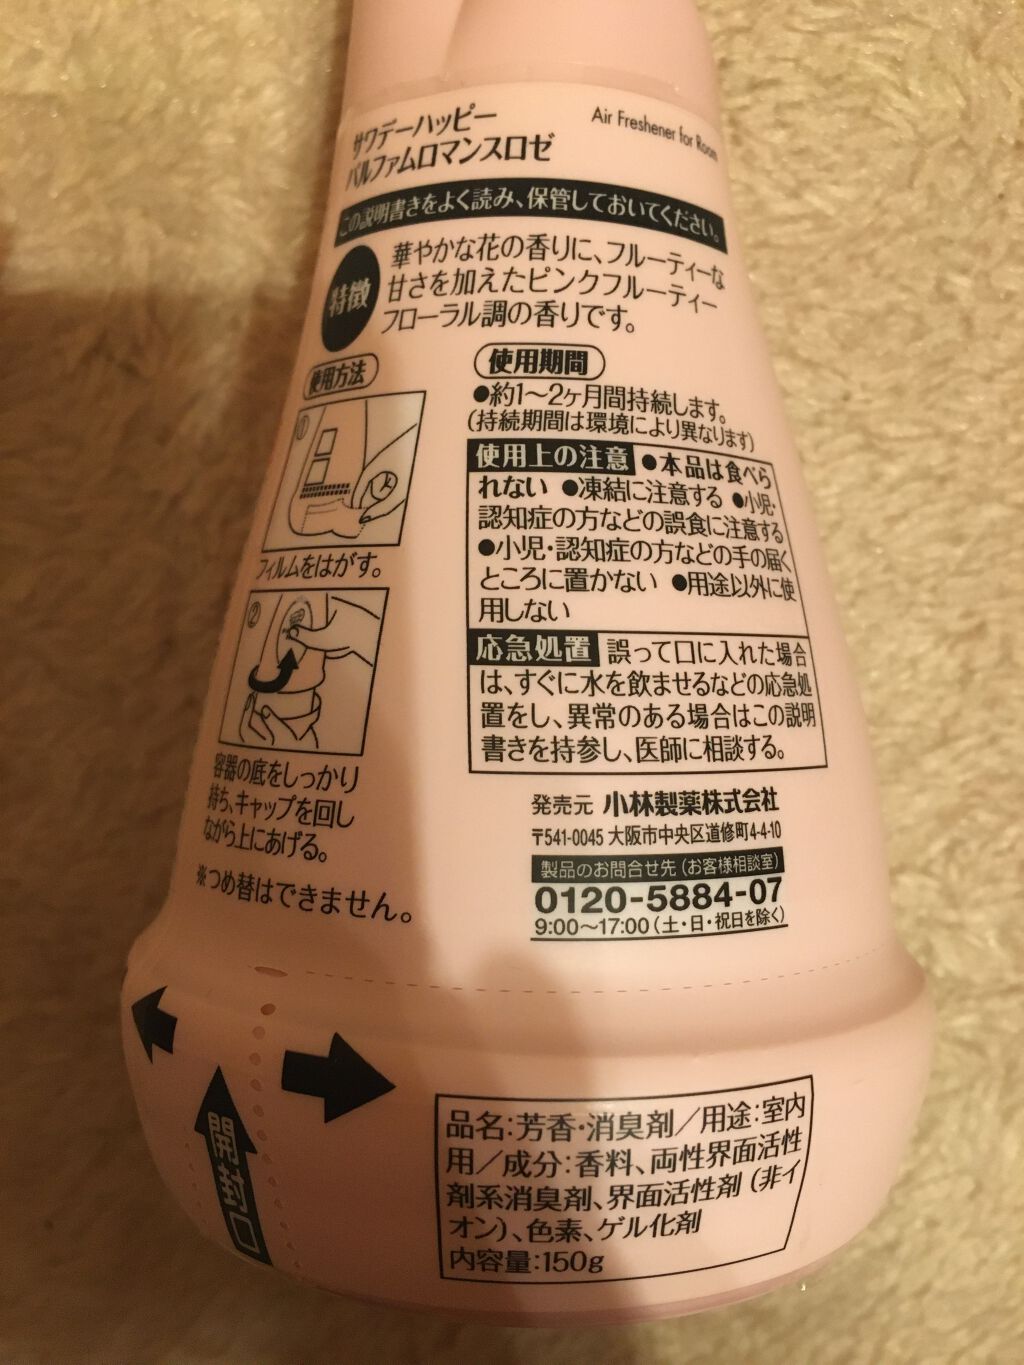 サワデーハッピー
パルファムロマンスロゼ
Air Freshener for Room
この説明書きをよく読み、保管しておいてください。
特徴
華やかな花の香りに、フルーティーな
甘さを加えたピンクフルーティー
フローラル調の香りです。
使用方法
①
フィルムをはがす。
②
容器の底をしっかり
持ち、キャップを回し
ながら上にあげる。
※つめ替はできません。
使用期間
●約1〜2ヶ月間持続します。
(持続期間は環境により異なります)
使用上の注意 ●本品は食べら
れない ●凍結に注意する ●小児・
認知症の方などの誤食に注意する
●小児・認知症の方などの手の届く
ところに置かない ●用途以外に使
用しない
応急処置 誤って口に入れた場合
は、すぐに水を飲ませるなどの応急処
置をし、異常のある場合はこの説明
書きを持参し、医師に相談する。
発売元 小林製薬株式会社
〒541-0045 大阪市中央区道修町4-4-10
製品のお問合せ先(お客様相談室)
0120-5884-07
9:00〜17:00(土・日・祝日を除く)
開封口
品名:芳香・消臭剤/用途:室内
用/成分:香料、両性界面活性
剤系消臭剤、界面活性剤(非イ
オン)、色素、ゲル化剤
内容量:150g